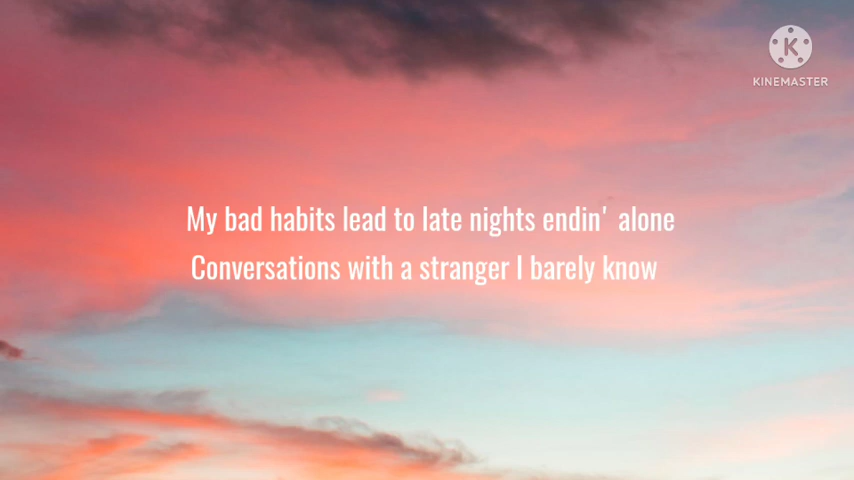 K
KINEMASTER
My bad habits lead to late nights endin' alone
Conversations with a stranger I barely know